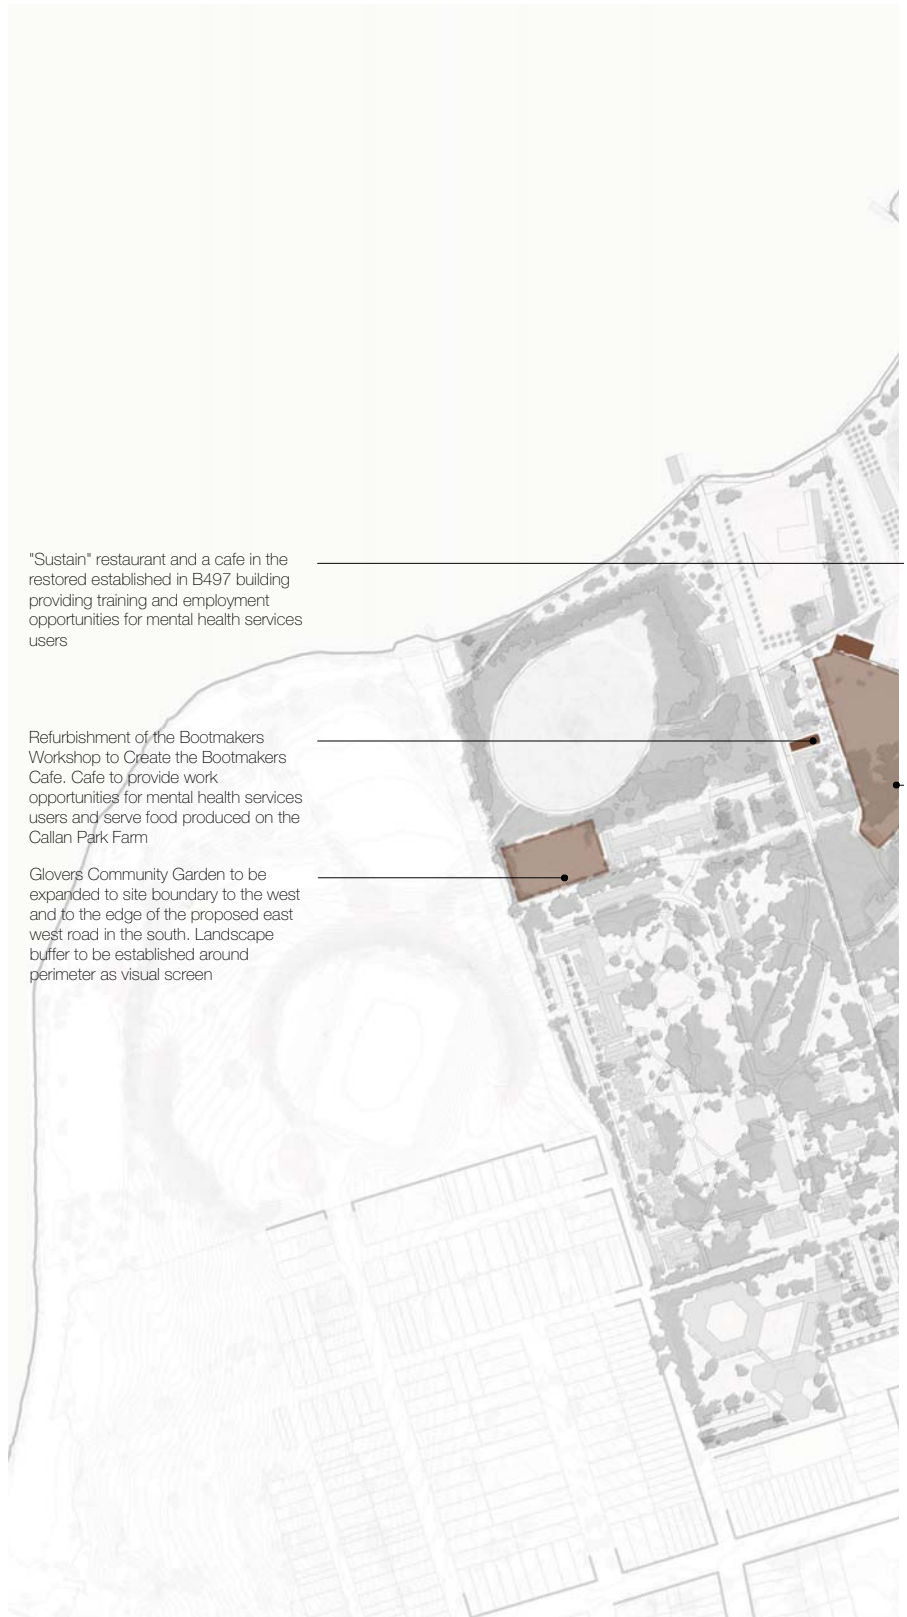 "Sustain" restaurant and a cafe in the
restored established in B497 building
providing training and employment
opportunities for mental health services
users
Refurbishment of the Bootmakers
Workshop to Create the Bootmakers
Cafe. Cafe to provide work
opportunities for mental health services
users and serve food produced on the
Callan Park Farm
Glovers Community Garden to be
expanded to site boundary to the west
and to the edge of the proposed east
west road in the south. Landscape
buffer to be established around
perimeter as visual screen